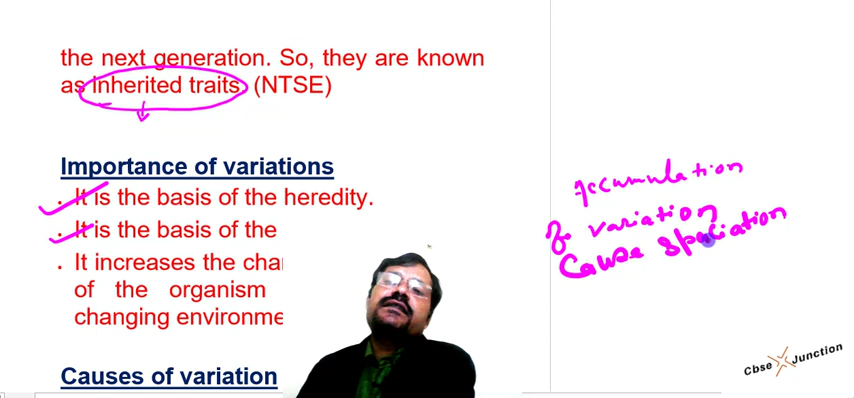 the next generation. So, they are known
as inherited traits (NTSE)
Importance of variations
. It is the basis of the heredity.
. It is the basis of the
. It increases the cha
of the organism
changing environme
Causes of variation
Accumulation
of variation
Cause speciation
Cbse Junction